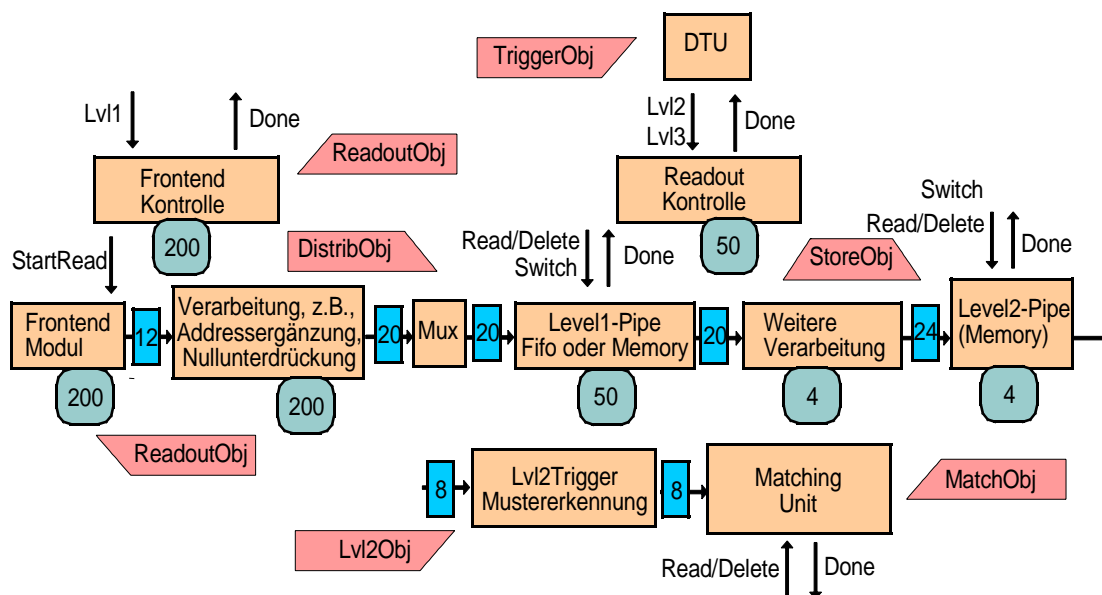 DTU
TriggerObj
Lvl1
Done
Lvl2
Lvl3
Done
ReadoutObj
Frontend
Kontrolle
Readout
Kontrolle
Switch
Read/Delete
Done
200
50
StartRead
DistribObj
Read/Delete
Switch
Done
StoreObj
Frontend
Modul
12
Verarbeitung, z.B.,
Addressergänzung,
Nullunterdrückung
20
Mux
20
Level1-Pipe
Fifo oder Memory
20
Weitere
Verarbeitung
24
Level2-Pipe
(Memory)
200
200
50
4
4
ReadoutObj
8
Lvl2Trigger
Mustererkennung
8
Matching
Unit
MatchObj
Lvl2Obj
Read/Delete
Done